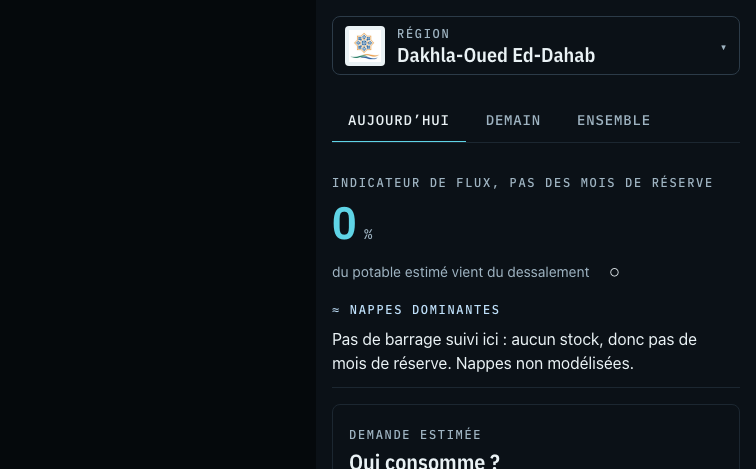 RÉGION
Dakhla-Oued Ed-Dahab
▾
AUJOURD’HUI DEMAIN ENSEMBLE
INDICATEUR DE FLUX, PAS DES MOIS DE RÉSERVE
0 %
du potable estimé vient du dessalement ○
≈ NAPPES DOMINANTES
Pas de barrage suivi ici : aucun stock, donc pas de
mois de réserve. Nappes non modélisées.
DEMANDE ESTIMÉE
Qui consomme ?